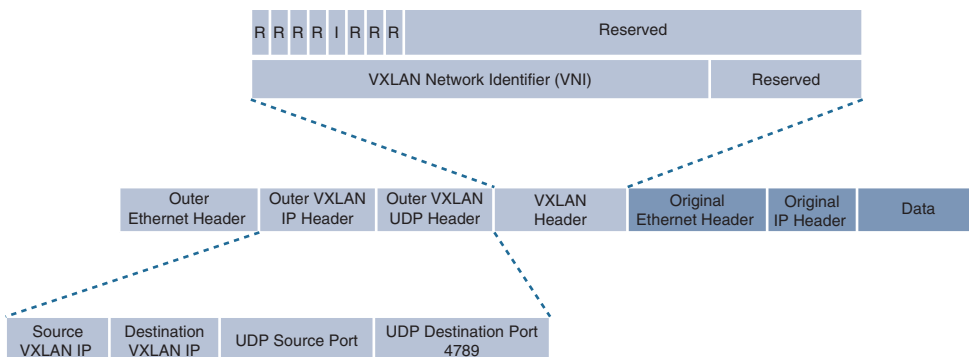 R R R R I R R R Reserved
VXLAN Network Identifier (VNI) Reserved
Outer Ethernet Header
Outer VXLAN IP Header
Outer VXLAN UDP Header
VXLAN Header
Original Ethernet Header
Original IP Header
Data
Source VXLAN IP
Destination VXLAN IP
UDP Source Port
UDP Destination Port 4789